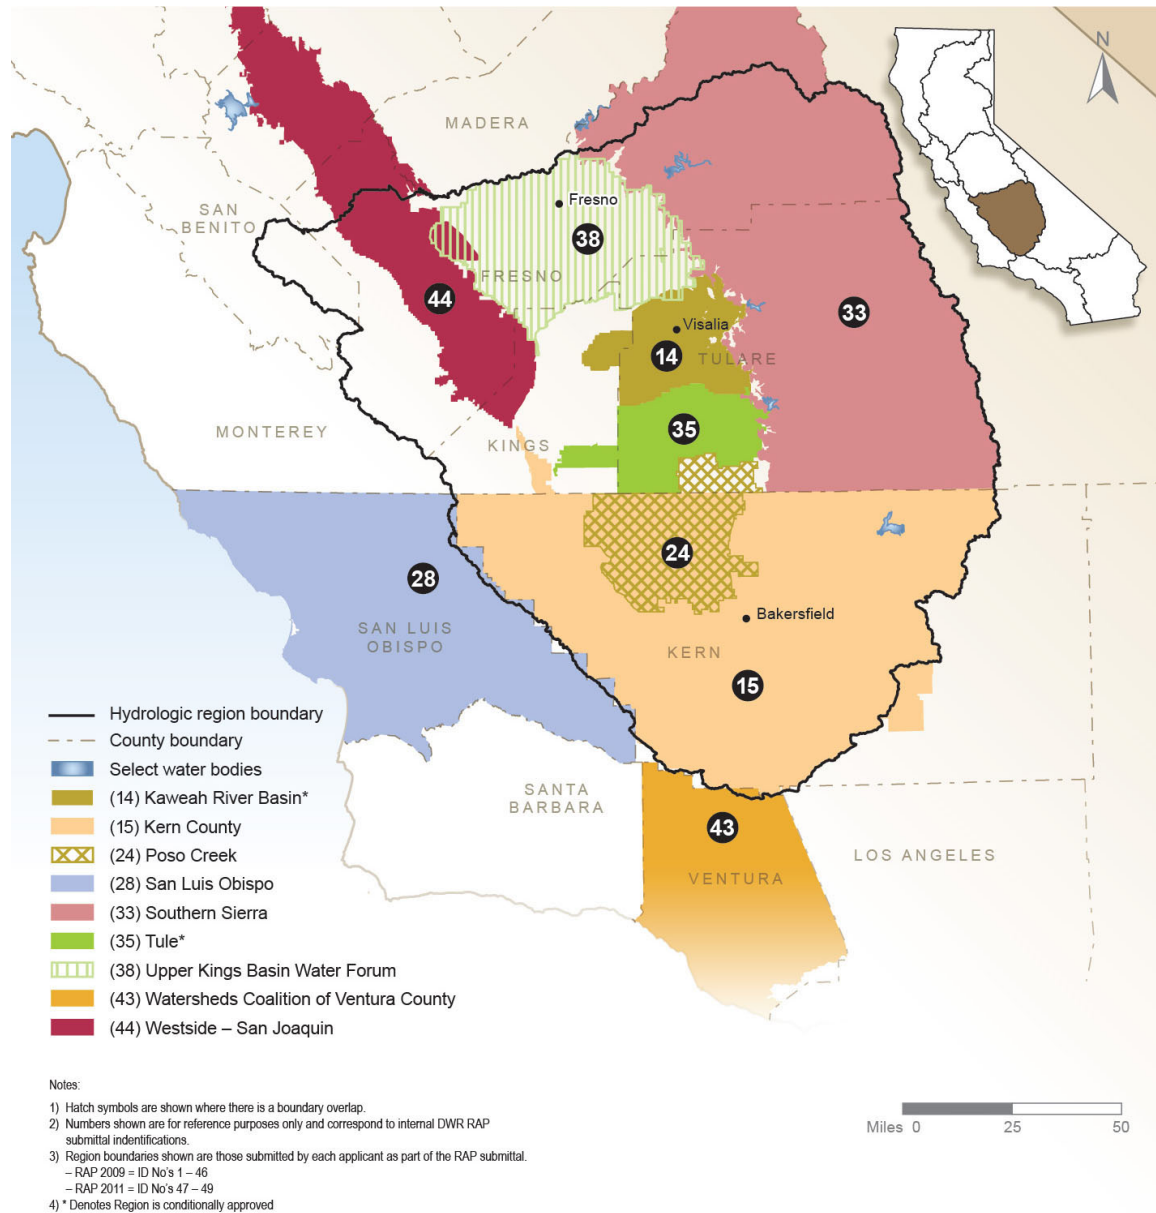 N
MADERA
SAN
BENITO
Fresno
38
FRESNO
44
33
Visalia
14
TULARE
35
MONTEREY
KINGS
24
28
Bakersfield
SAN LUIS
OBISPO
KERN
15
SANTA
BARBARA
43
LOS ANGELES
VENTURA
Hydrologic region boundary
County boundary
Select water bodies
(14) Kaweah River Basin*
(15) Kern County
(24) Poso Creek
(28) San Luis Obispo
(33) Southern Sierra
(35) Tule*
(38) Upper Kings Basin Water Forum
(43) Watersheds Coalition of Ventura County
(44) Westside – San Joaquin
Notes:
1) Hatch symbols are shown where there is a boundary overlap.
2) Numbers shown are for reference purposes only and correspond to internal DWR RAP
submittal indentifications.
3) Region boundaries shown are those submitted by each applicant as part of the RAP submittal.
– RAP 2009 = ID No's 1 – 46
– RAP 2011 = ID No's 47 – 49
4) * Denotes Region is conditionally approved
Miles 0 25 50